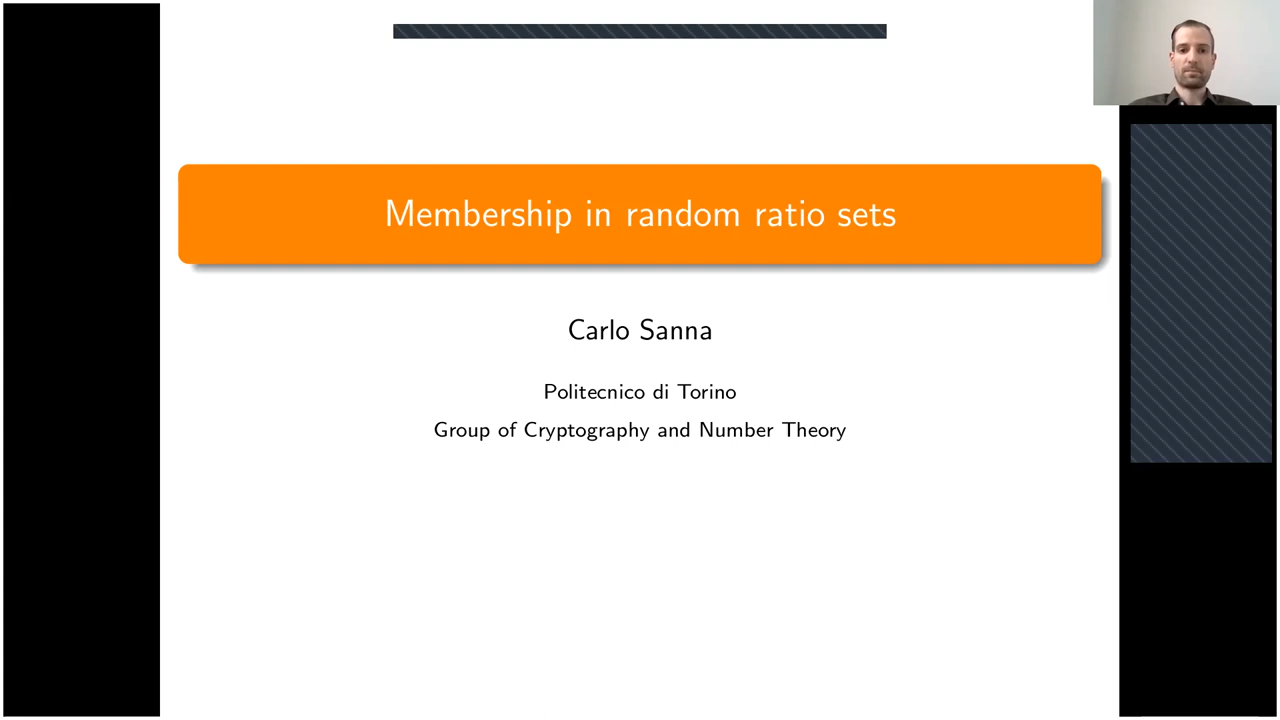 Membership in random ratio sets
Carlo Sanna
Politecnico di Torino
Group of Cryptography and Number Theory